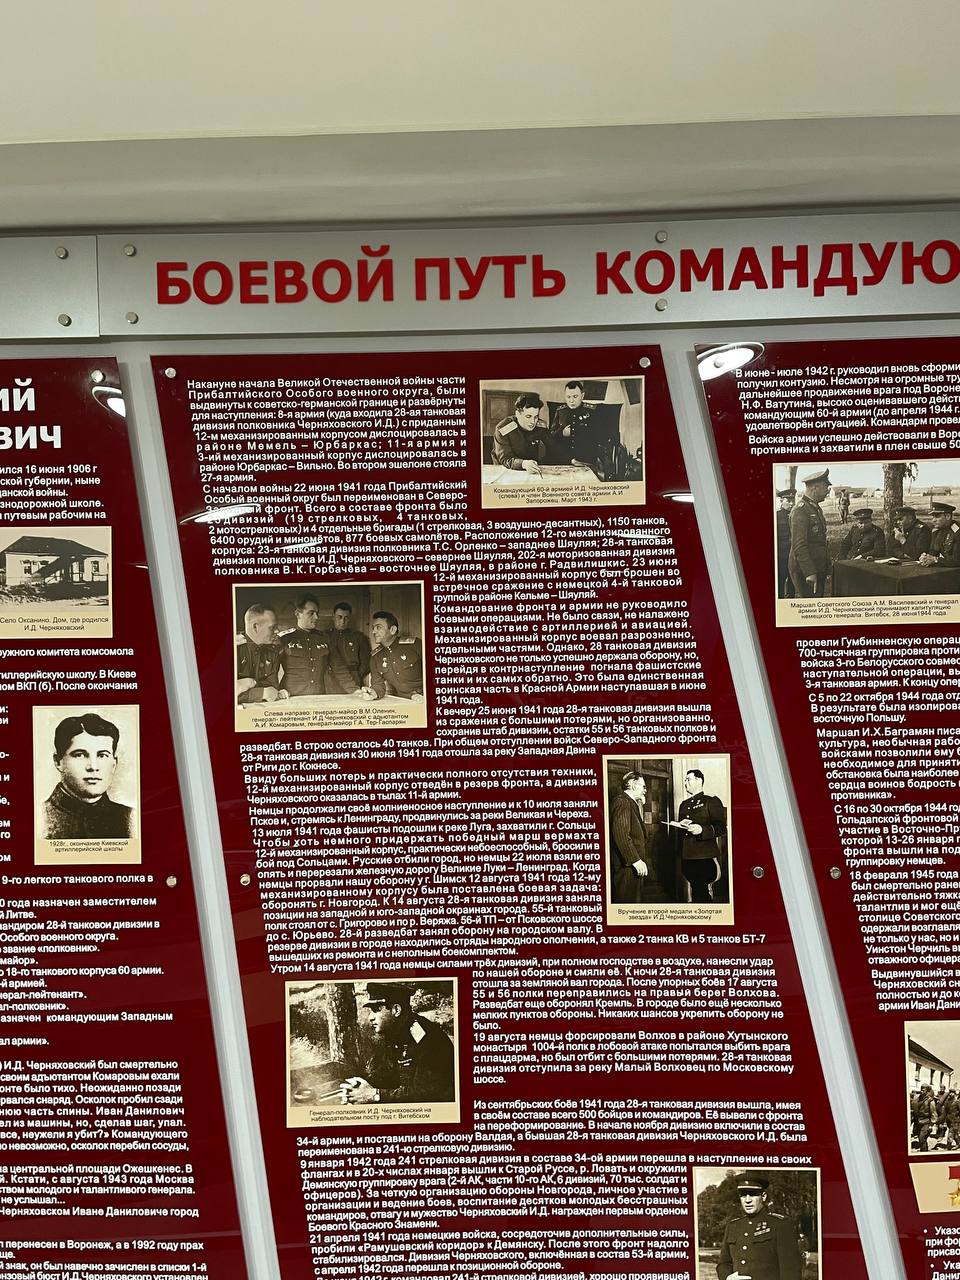 БОЕВОЙ ПУТЬ КОМАНДУЮ
ИЙ
ВИЧ
ился 16 июня 1906 г
ской губернии, ныне
данской войны.
знодорожной школе.
л путевым рабочим на
Село Оксанино. Дом, где родился
И.Д. Черняховский
ружного комитета комсомола
тиллерийскую школу. В Киеве
ом ВКП (б). После окончания
1928г., окончание Киевской
артиллерийской школы
9-го легкого танкового полка в
0 года назначен заместителем
й Литве.
мандиром 28-й танковой дивизии в
Особого военного округа.
звание «полковник».
майор».
о 18-го танкового корпуса 60 армии.
-й армией.
нерал-лейтенант».
ал-полковник».
азначен командующим Западным
ал армии».
) И.Д. Черняховский был смертельно
своим адъютантом Комаровым ехали
онте было тихо. Неожиданно позади
орвался снаряд. Осколок пробил сзади
нюю часть спины. Иван Данилович
ел из машины, но, сделав шаг, упал.
все, неужели я убит?» Командующего
о невозможно, осколок перебил сосуды,
на центральной площади Ожешкенес. В
й. Кстати, с августа 1943 года Москва
ством молодого и талантливого генерала.
не услышал...
Черняховском Иване Даниловиче город
перенесен в Воронеж, а в 1992 году прах
ще.
й знак, он был навечно зачислен в списки 1-й
нзовый бюст И.Д.Черняховского установлен
Накануне начала Великой Отечественной войны части
Прибалтийского Особого военного округа, были
выдвинуты к советско-германской границе и развёрнуты
для наступления: 8-я армия (куда входила 28-ая танковая
дивизия полковника Черняховского И.Д.) с приданным
12-м механизированным корпусом дислоцировалась в
районе Мемель – Юрбаркас; 11-я армия и
3-ий механизированный корпус дислоцировалась в
районе Юрбаркас – Вильно. Во втором эшелоне стояла
27-я армия.
С началом войны 22 июня 1941 года Прибалтийский
Особый военный округ был переименован в Северо-
Западный фронт. Всего в составе фронта было
дивизий (19 стрелковых, 4 танковых,
2 мотострелковых) и 4 отдельные бригады (1 стрелковая, 3 воздушно-десантных), 1150 танков,
6400 орудий и миномётов, 877 боевых самолётов. Расположение 12-го механизированного
корпуса: 23-я танковая дивизия полковника Т.С. Орленко – западнее Шяуляя; 28-я танковая
дивизия полковника И.Д. Черняховского – севернее Шяуляя, 202-я моторизованная дивизия
полковника В. К. Горбачёва – восточнее Шяуляя, в районе г. Радвилишкис. 23 июня
12-й механизированный корпус был брошен во
встречное сражение с немецкой 4-й танковой
группой в районе Кельме – Шяуляй.
Командование фронта и армии не руководило
боевыми операциями. Не было связи, не налажено
взаимодействие с артиллерией и авиацией.
Механизированный корпус воевал разрозненно,
отдельными частями. Однако, 28 танковая дивизия
Черняховского не только успешно держала оборону, но,
перейдя в контрнаступление погнала фашистские
танки и их самих обратно. Это была единственная
воинская часть в Красной Армии наступавшая в июне
1941 года.
К вечеру 25 июня 1941 года 28-я танковая дивизия вышла
из сражения с большими потерями, но организованно,
сохранив штаб дивизии, остатки 55 и 56 танковых полков и
разведбат. В строю осталось 40 танков. При общем отступлении войск Северо-Западного фронта
28-я танковая дивизия к 30 июня 1941 года отошла за реку Западная Двина
от Риги до г. Кокнесе.
Ввиду больших потерь и практически полного отсутствия техники,
12-й механизированный корпус отведён в резерв фронта, а дивизия
Черняховского оказалась в тылах 11-й армии.
Немцы продолжали своё молниеносное наступление и к 10 июля заняли
Псков и, стремясь к Ленинграду, продвинулись за реки Великая и Череха.
13 июля 1941 года фашисты подошли к реке Луга, захватили г. Сольцы
Чтобы хоть немного придержать победный марш вермахта
12-й механизированный корпус, практически небоеспособный, бросили в
бой под Сольцами. Русские отбили город, но немцы 22 июля взяли его
опять и перерезали железную дорогу Великие Луки – Ленинград. Когда
немцы прорвали нашу оборону у г. Шимск 12 августа 1941 года 12-му
механизированному корпусу была поставлена боевая задача:
оборонять г. Новгород. К 14 августа 28-я танковая дивизия заняла
позиции на западной и юго-западной окраинах города. 55-й танковый
полк стоял от с. Григорово и по р. Веряжа. 56-й ТП – от Псковского шоссе
до с. Юрьево. 28-й разведбат занял оборону на городском валу. В
резерве дивизии в городе находились отряды народного ополчения, а также 2 танка КВ и 5 танков БТ-7
вышедших из ремонта и с неполным боекомплектом.
Утром 14 августа 1941 года немцы силами трёх дивизий, при полном господстве в воздухе, нанесли удар
по нашей обороне и смяли её. К ночи 28-я танковая дивизия
отошла за земляной вал города. После упорных боёв 17 августа
55 и 56 полки переправились на правый берег Волхова.
Разведбат еще оборонял Кремль. В городе было ещё несколько
мелких пунктов обороны. Никаких шансов укрепить оборону не
было.
19 августа немцы форсировали Волхов в районе Хутынского
монастыря 1004-й полк в лобовой атаке попытался выбить врага
с плацдарма, но был отбит с большими потерями. 28-я танковая
дивизия отступила за реку Малый Волховец по Московскому
шоссе.
Из сентябрьских боёв 1941 года 28-я танковая дивизия вышла, имея
в своём составе всего 500 бойцов и командиров. Её вывели с фронта
на переформирование. В начале ноября дивизию включили в состав
34-й армии, и поставили на оборону Валдая, а бывшая 28-я танковая дивизия Черняховского И.Д. была
переименована в 241-ю стрелковую дивизию.
9 января 1942 года 241 стрелковая дивизия в составе 34-ой армии перешла в наступление на своих
флангах и в 20-х числах января вышли к Старой Руссе, р. Ловать и окружили
Демянскую группировку врага (2-й АК, части 10-го АК, 6 дивизий, 70 тыс. солдат и
офицеров). За четкую организацию обороны Новгорода, личное участие в
организации и ведение боев, воспитание десятков молодых бесстрашных
командиров, отвагу и мужество Черняховский И.Д. награжден первым орденом
Боевого Красного Знамени.
21 апреля 1941 года немецкие войска, сосредоточив дополнительные силы,
пробили «Рамушевский коридор» к Демянску. После этого фронт надолго
стабилизировался. Дивизия Черняховского, включённая в состав 53-й армии,
с апреля 1942 года перешла к позиционной обороне.
командовал 241-й стрелковой дивизией, хорошо проявившей
Командующий 60-й армией И.Д. Черняховский
(слева) и член Военного совета армии А.И.
Запорожец. Март 1943 г.
Слева направо: генерал-майор В.М.Оленин,
генерал- лейтенант И.Д.Черняховский с адъютантом
А.И. Комаровым, генерал-майор Г.А. Тер-Гаспарян
Вручение второй медали «Золотая
звезда» И.Д. Черняховскому
Генерал-полковник И.Д. Черняховский на
наблюдательном посту под г. Витебском
В июне - июле 1942 г. руководил вновь сформи
получил контузию. Несмотря на огромные тру
дальнейшее продвижение врага под Вороне
Н.Ф. Ватутина, высоко оценивавшего действ
командующим 60-й армии (до апреля 1944 г.
удовлетворён ситуацией. Командарм провел
Войска армии успешно действовали в Воро
противника и захватили в плен свыше 50
Маршал Советского Союза А.М. Василевский и генерал
армии И.Д. Черняховский принимают капитуляцию
немецкого генерала. Витебск, 28 июня1944 года.
провели Гумбинненскую операц
700-тысячная группировка проти
войска 3-го Белорусского совмес
наступательной операции, вы
3-я танковая армия. К концу опер
С 5 по 22 октября 1944 года отд
В результате была изолирова
восточную Польшу.
Маршал И.Х.Баграмян писа
культура, необычная рабо
войсками позволили ему б
необходимое для приняти
обстановка была наиболее
сердца воинов бодрость и
противника».
С 16 по 30 октября 1944 год
Гольдапской фронтовой
участие в Восточно-Пру
которой 13-26 января г
фронта вышли на под
группировку немцев.
18 февраля 1945 года
был смертельно ране
действительно тяжка
талантлив и мог ещё
столице Советского
одержали возглавля
не только у нас, но и
Уинстон Черчиль вы
отважного офицера
Выдвинувшийся в
Черняховский сн
полностью и до ко
армии Иван Дани
• Указо
при фор
присво
• Ука
Данил